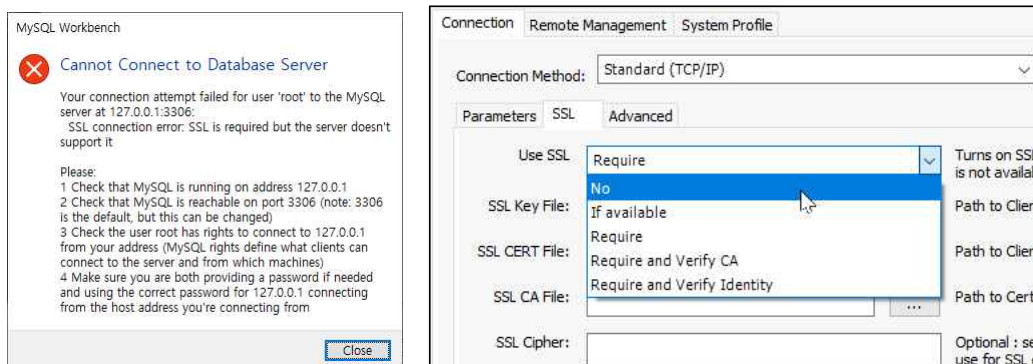 MySQL Workbench
Cannot Connect to Database Server
Your connection attempt failed for user 'root' to the MySQL
server at 127.0.0.1:3306:
SSL connection error: SSL is required but the server doesn't
support it
Please:
1 Check that MySQL is running on address 127.0.0.1
2 Check that MySQL is reachable on port 3306 (note: 3306
is the default, but this can be changed)
3 Check the user root has rights to connect to 127.0.0.1
from your address (MySQL rights define what clients can
connect to the server and from which machines)
4 Make sure you are both providing a password if needed
and using the correct password for 127.0.0.1 connecting
from the host address you're connecting from
Close
Connection Remote Management System Profile
Connection Method: Standard (TCP/IP)
Parameters SSL Advanced
Use SSL Require Turns on SSL
is not availa
No
SSL Key File: Path to Clien
If available
Require
SSL CERT File: Path to Clien
Require and Verify CA
Require and Verify Identity
SSL CA File: ... Path to Cert
SSL Cipher: Optional : se
use for SSL